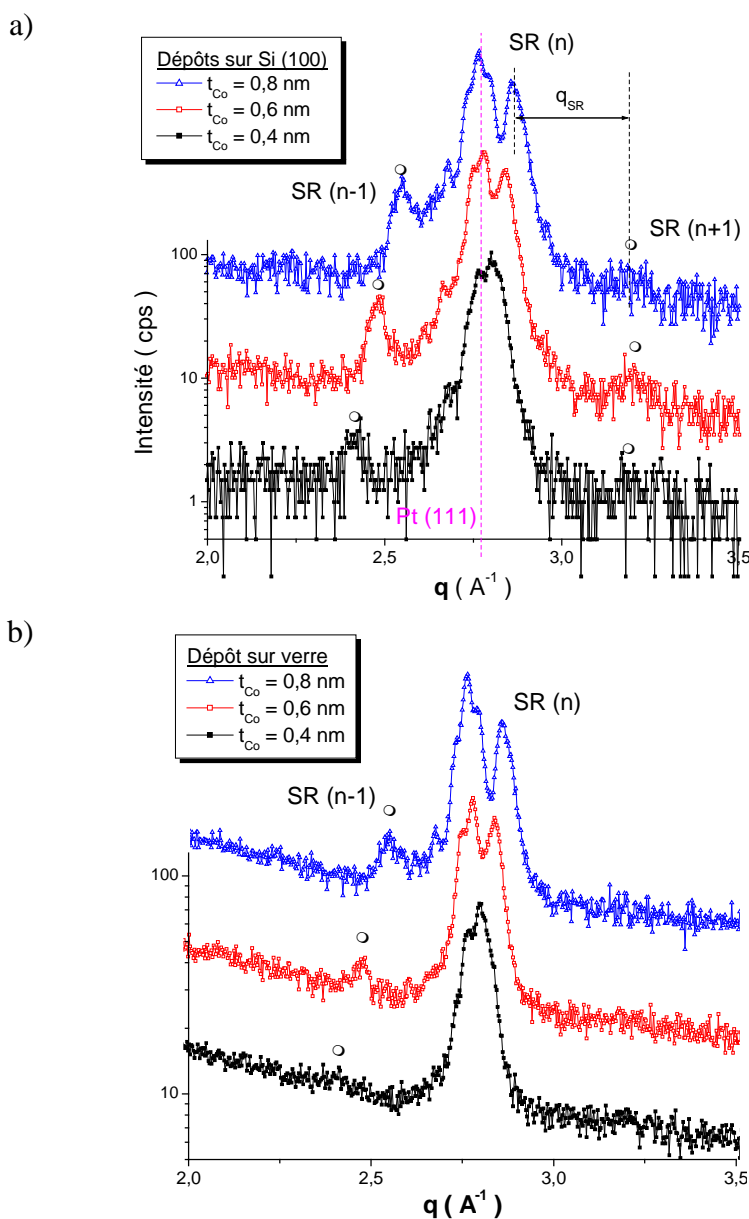 a)
Dépôts sur Si (100)
t_Co = 0,8 nm
t_Co = 0,6 nm
t_Co = 0,4 nm
SR (n)
q_SR
SR (n-1)
SR (n+1)
100
10
1
Intensité ( cps)
Pt (111)
2,0
2,5
3,0
3,5
q ( A⁻¹ )
b)
Dépôt sur verre
t_Co = 0,8 nm
t_Co = 0,6 nm
t_Co = 0,4 nm
SR (n)
SR (n-1)
100
10
2,0
2,5
3,0
3,5
q ( A⁻¹ )